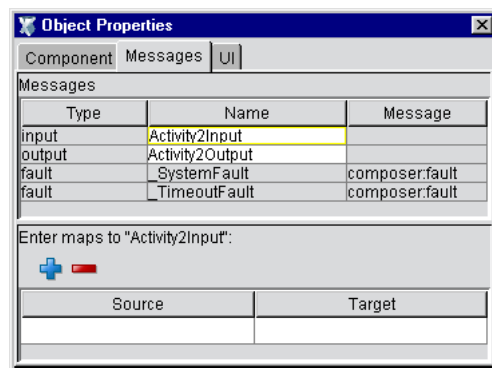 Object Properties
Component Messages UI
Messages
Type Name Message
input Activity2Input
output Activity2Output
fault _SystemFault composer:fault
fault _TimeoutFault composer:fault
Enter maps to "Activity2Input":
Source Target